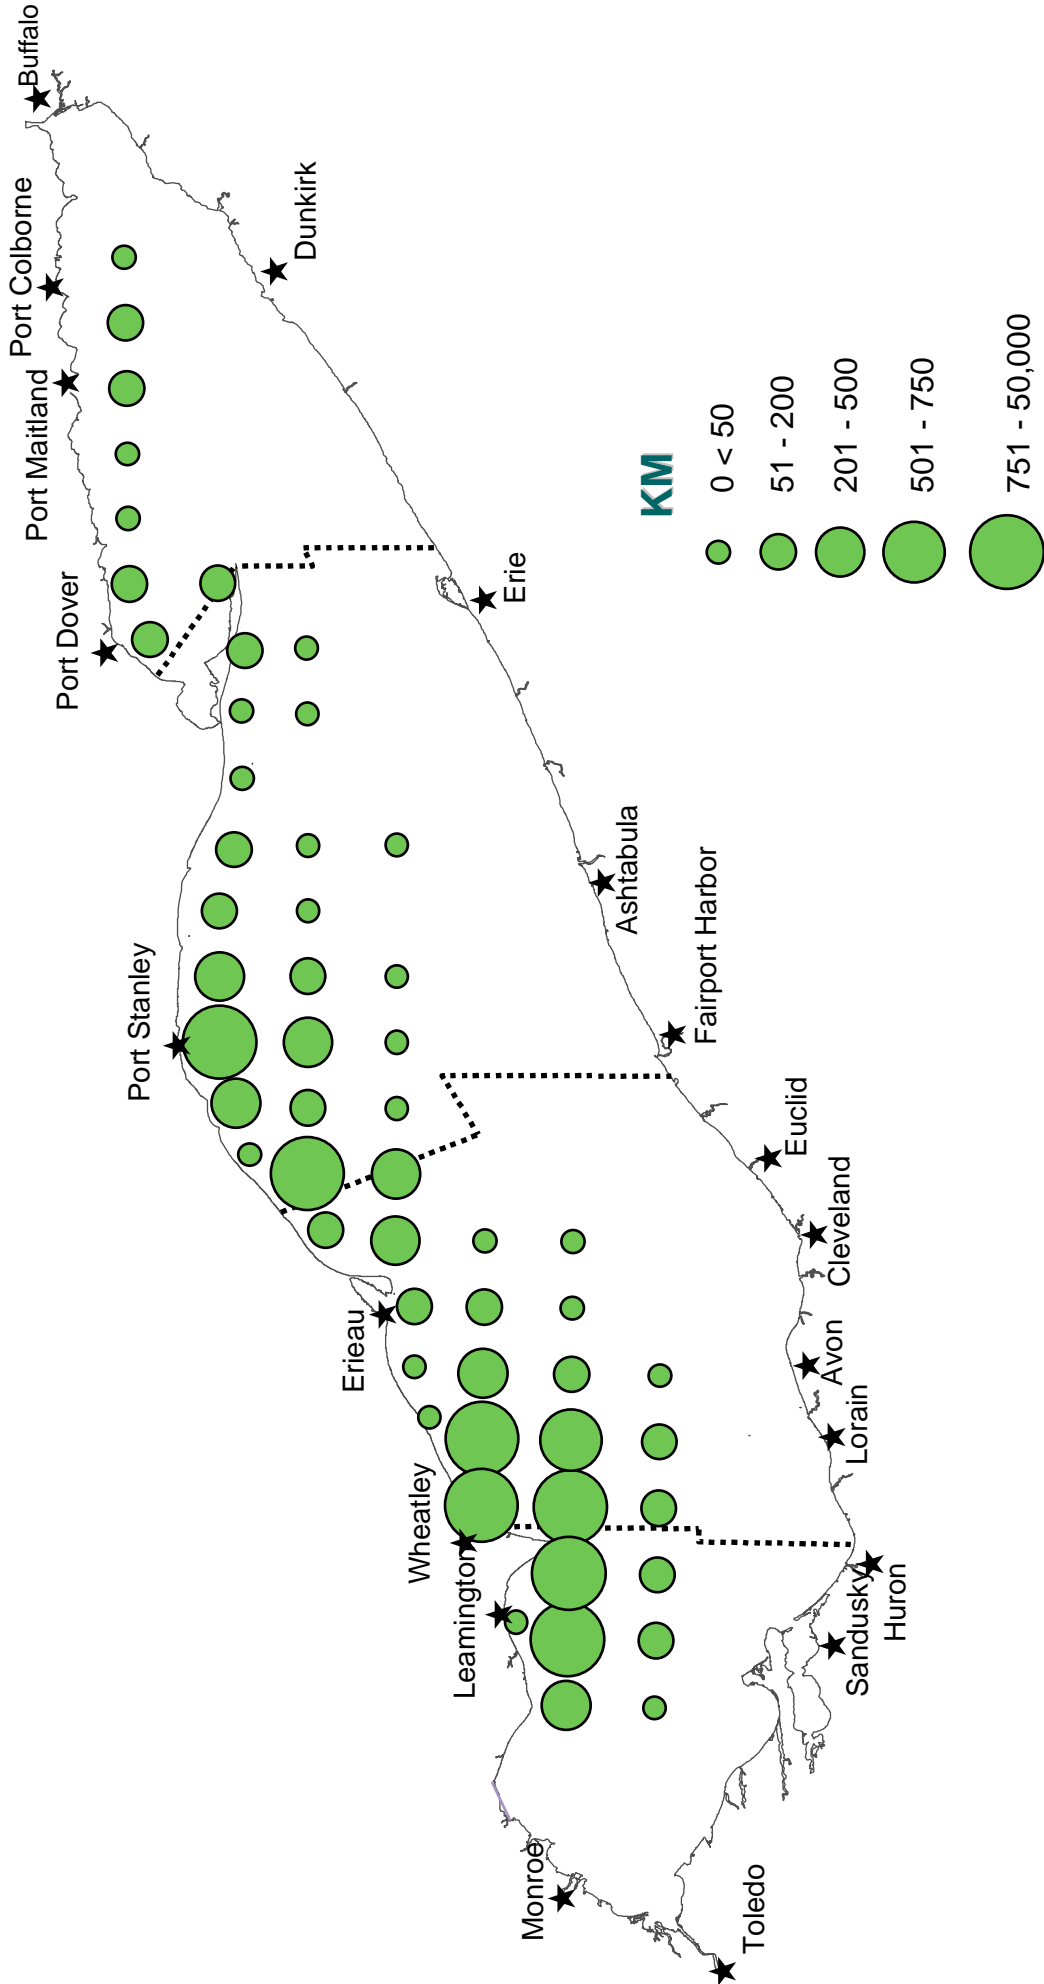 Buffalo
Port Colborne
Port Maitland
Port Dover
Dunkirk
Erie
Port Stanley
Ashtabula
Fairport Harbor
Erieau
Euclid
Cleveland
Avon
Lorain
Wheatley
Leamington
Huron
Sandusky
Monroe
Toledo
KM
0 < 50
51 - 200
201 - 500
501 - 750
751 - 50,000